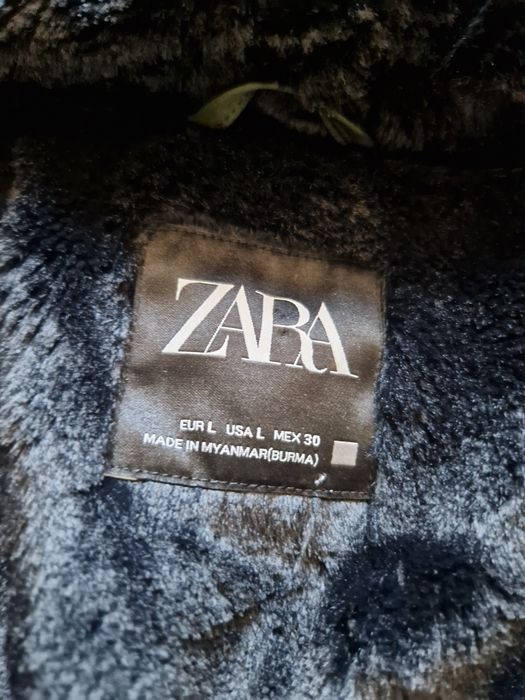 ZARA
EUR L USA L MEX 30
MADE IN MYANMAR(BURMA)